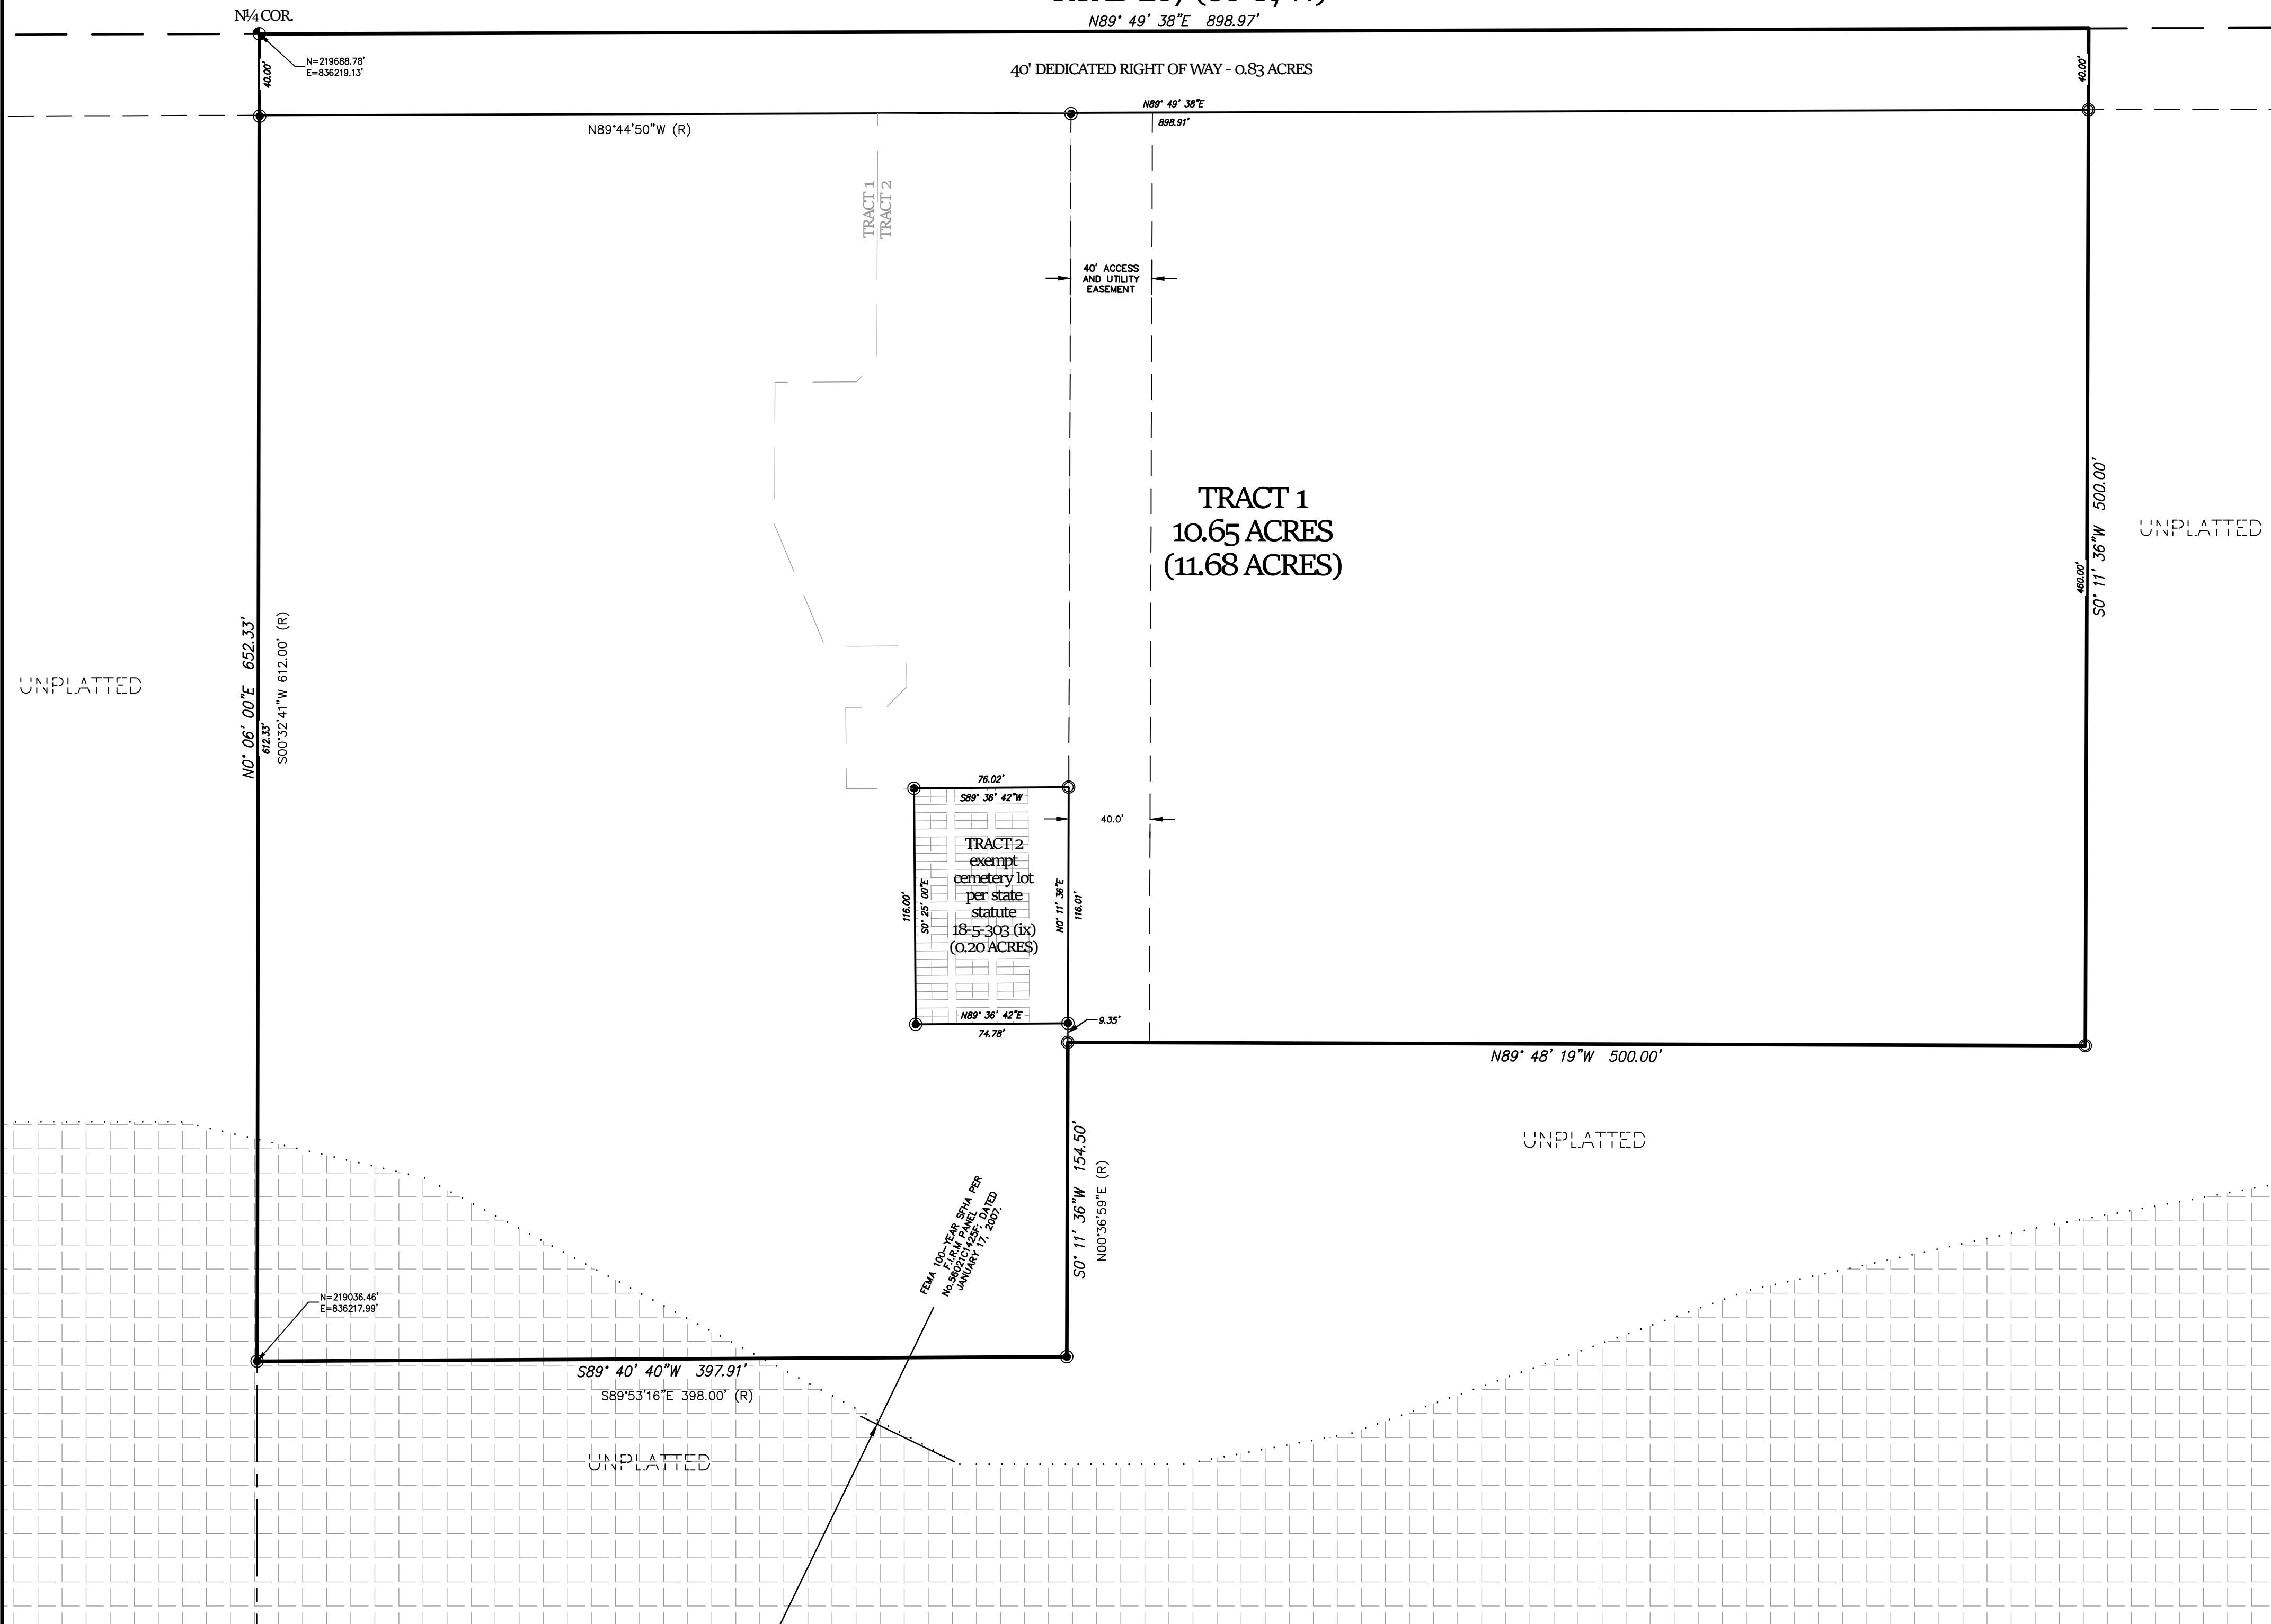 N¼ COR.
N89° 49' 38"E 898.97'
N=219688.78'
E=836219.13'
40.00'
40' DEDICATED RIGHT OF WAY - 0.83 ACRES
40.00'
N89°44'50"W (R)
N89° 49' 38"E
898.91'
TRACT 1
TRACT 2
40' ACCESS
AND UTILITY
EASEMENT
TRACT 1
10.65 ACRES
(11.68 ACRES)
S0° 11' 36"W 500.00'
460.00'
UNPLATTED
N0° 06' 00"E 652.33'
612.33'
S00°32'41"W 612.00' (R)
UNPLATTED
76.02'
S89° 36' 42"W
40.0'
TRACT 2
exempt
cemetery lot
per state
statute
18-5-303 (ix)
(0.20 ACRES)
116.00'
S0° 25' 00"E
N0° 11' 36"E
116.01'
N89° 36' 42"E
74.78'
9.35'
N89° 48' 19"W 500.00'
S0° 11' 36"W 154.50'
N00°36'59"E (R)
UNPLATTED
FEMA 100-YEAR SFHA PER
F.I.R.M PANEL
No.56021C1425F; DATED
JANUARY 17, 2007.
N=219036.46'
E=836217.99'
S89° 40' 40"W 397.91'
S89°53'16"E 398.00' (R)
UNPLATTED